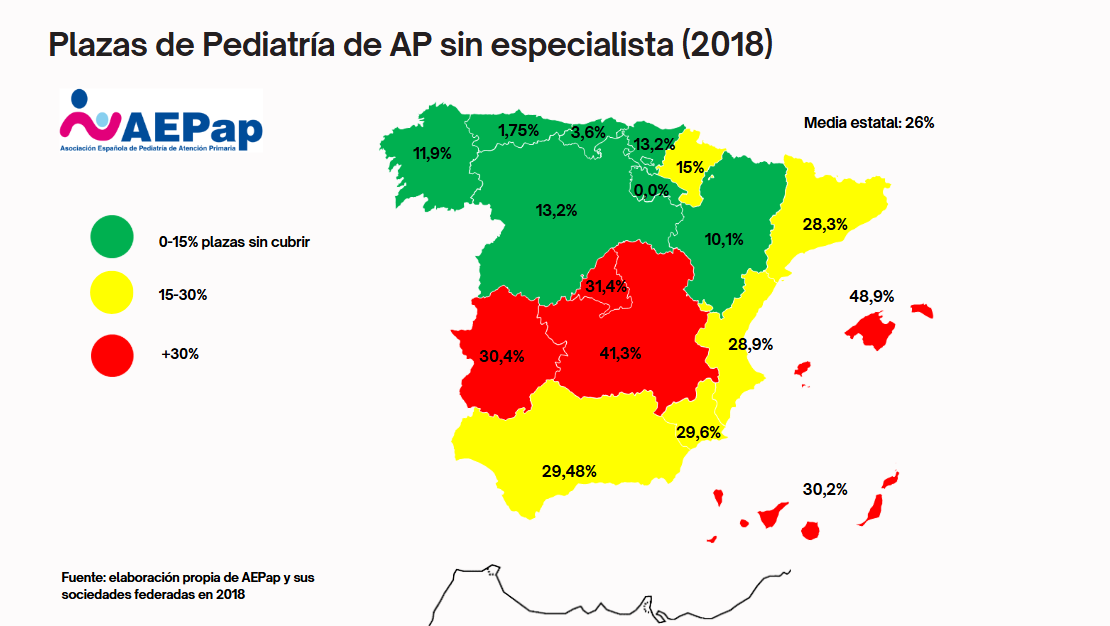 Plazas de Pediatría de AP sin especialista (2018)
AEPap
Asociación Española de Pediatría de Atención Primaria
Media estatal: 26%
1,75%
3,6%
13,2%
11,9%
15%
0,0%
13,2%
28,3%
10,1%
0-15% plazas sin cubrir
15-30%
+30%
31,4%
48,9%
28,9%
30,4%
41,3%
29,6%
29,48%
30,2%
Fuente: elaboración propia de AEPap y sus
sociedades federadas en 2018